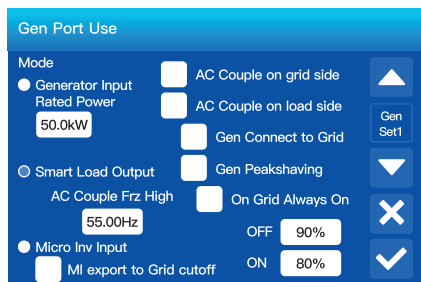 Gen Port Use
Mode
Generator Input
Rated Power
50.0kW
AC Couple on grid side
AC Couple on load side
Gen Connect to Grid
Smart Load Output
Gen Peakshaving
AC Couple Frz High
55.00Hz
On Grid Always On
OFF 90%
Micro Inv Input
MI export to Grid cutoff
ON 80%
Gen
Set1